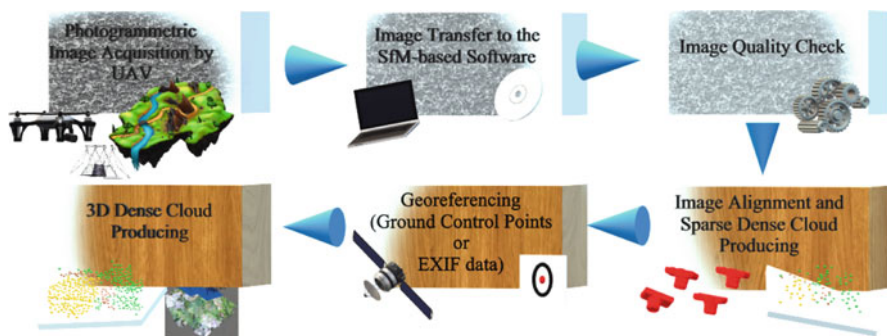 Photogrammetric
Image Acquisition by
UAV
Image Transfer to the
SfM-based Software
Image Quality Check
Image Alignment and
Sparse Dense Cloud
Producing
Georeferencing
(Ground Control Points
or
EXIF data)
3D Dense Cloud
Producing